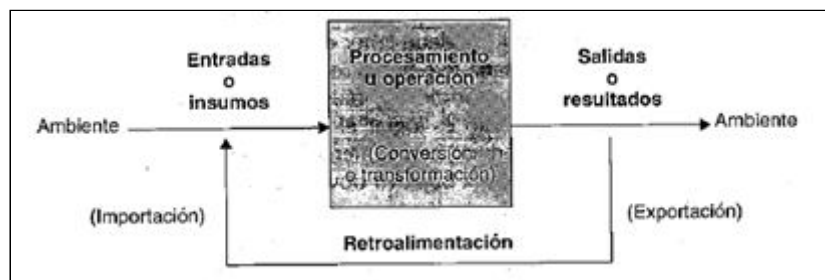 Entradas
o
insumos
Procesamiento
u operación
(Conversión
o transformación)
Salidas
o
resultados
Ambiente
Ambiente
(Importación)
(Exportación)
Retroalimentación